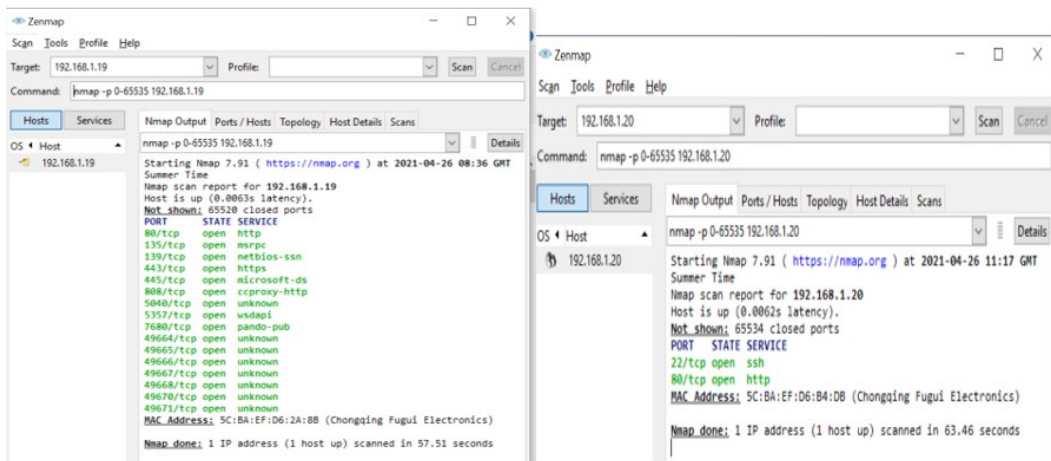 Zenmap
Scan Tools Profile Help
Target: 192.168.1.19 Profile: Scan Cancel
Command: nmap -p 0-65535 192.168.1.19
Hosts Services
Nmap Output Ports / Hosts Topology Host Details Scans
OS Host
192.168.1.19
nmap -p 0-65535 192.168.1.19 Details
Starting Nmap 7.91 ( https://nmap.org ) at 2021-04-26 08:36 GMT
Summer Time
Nmap scan report for 192.168.1.19
Host is up (0.0063s latency).
Not shown: 65520 closed ports
PORT STATE SERVICE
80/tcp open http
135/tcp open msrpc
139/tcp open netbios-ssn
443/tcp open https
445/tcp open microsoft-ds
808/tcp open ccproxy-http
5040/tcp open unknown
5357/tcp open wsdapi
7680/tcp open pando-pub
49664/tcp open unknown
49665/tcp open unknown
49666/tcp open unknown
49667/tcp open unknown
49668/tcp open unknown
49670/tcp open unknown
49671/tcp open unknown
MAC Address: 5C:BA:EF:D6:2A:8B (Chongqing Fugui Electronics)
Nmap done: 1 IP address (1 host up) scanned in 57.51 seconds
Zenmap
Scan Tools Profile Help
Target: 192.168.1.20 Profile: Scan Cancel
Command: nmap -p 0-65535 192.168.1.20
Hosts Services
Nmap Output Ports / Hosts Topology Host Details Scans
OS Host
192.168.1.20
nmap -p 0-65535 192.168.1.20 Details
Starting Nmap 7.91 ( https://nmap.org ) at 2021-04-26 11:17 GMT
Summer Time
Nmap scan report for 192.168.1.20
Host is up (0.0062s latency).
Not shown: 65534 closed ports
PORT STATE SERVICE
22/tcp open ssh
80/tcp open http
MAC Address: 5C:BA:EF:D6:B4:DB (Chongqing Fugui Electronics)
Nmap done: 1 IP address (1 host up) scanned in 63.46 seconds